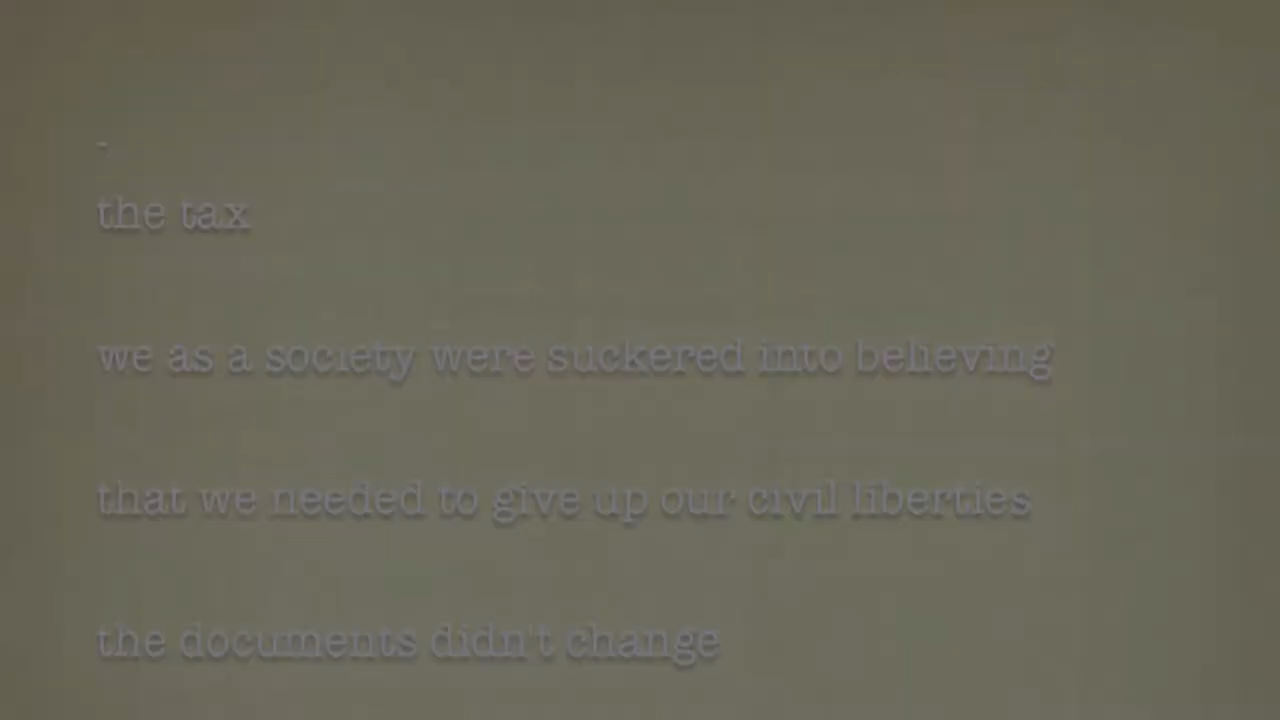 -
the tax
we as a society were suckered into believing
that we needed to give up our civil liberties
the documents didn't change